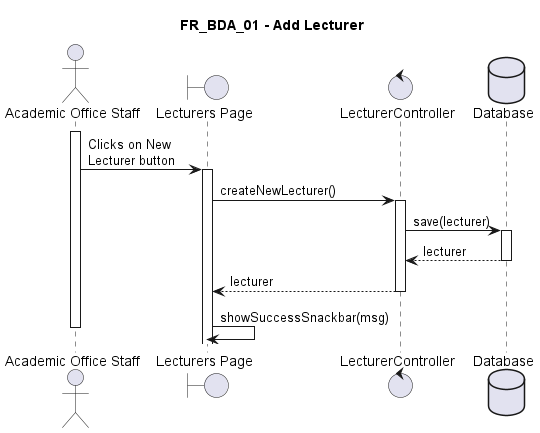 FR_BDA_01 - Add Lecturer
Academic Office Staff
Lecturers Page
LecturerController
Database
Clicks on New
Lecturer button
createNewLecturer()
save(lecturer)
lecturer
lecturer
showSuccessSnackbar(msg)
Academic Office Staff
Lecturers Page
LecturerController
Database